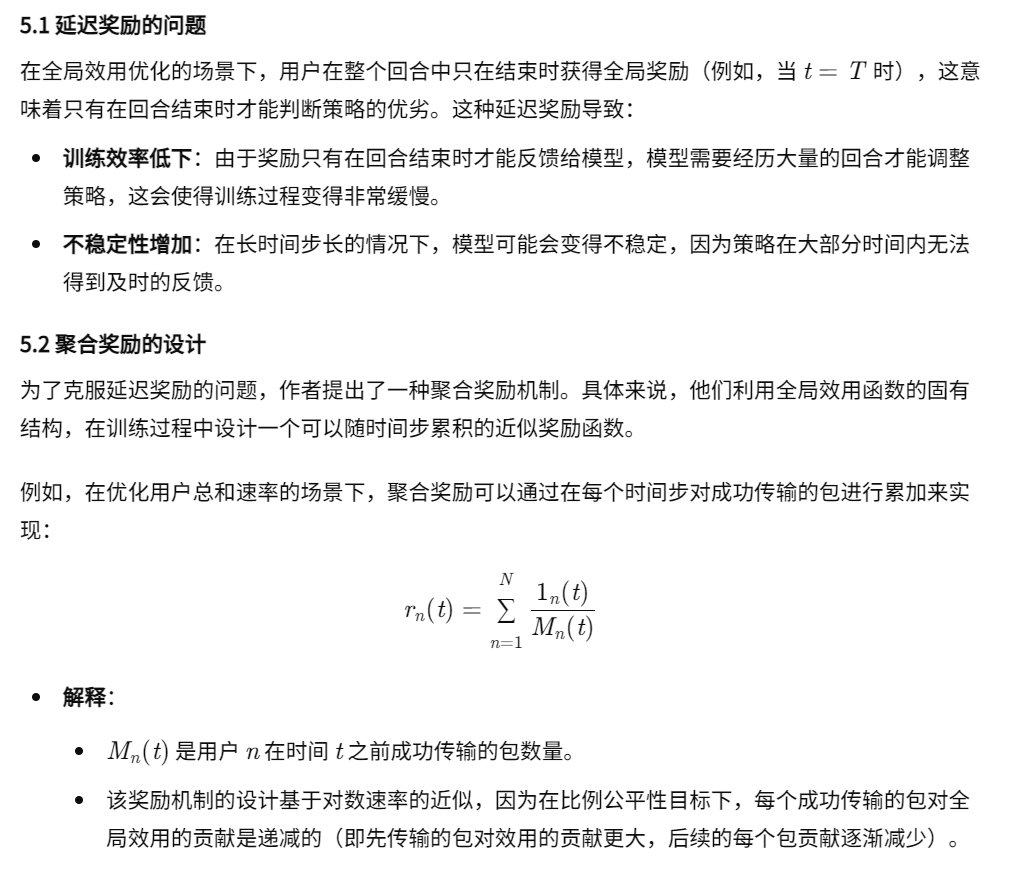 5.1 延迟奖励的问题
在全局效用优化的场景下，用户在整个回合中只在结束时获得全局奖励（例如，当 t = T 时），这意
味着只有在回合结束时才能判断策略的优劣。这种延迟奖励导致：
• 训练效率低下：由于奖励只有在回合结束时才能反馈给模型，模型需要经历大量的回合才能调整
策略，这会使得训练过程变得非常缓慢。
• 不稳定性增加：在长时间步长的情况下，模型可能会变得不稳定，因为策略在大部分时间内无法
得到及时的反馈。
5.2 聚合奖励的设计
为了克服延迟奖励的问题，作者提出了一种聚合奖励机制。具体来说，他们利用全局效用函数的固有
结构，在训练过程中设计一个可以随时间步累积的近似奖励函数。
例如，在优化用户总和速率的场景下，聚合奖励可以通过在每个时间步对成功传输的包进行累加来实
现：
r_n(t) = \sum_{n=1}^{N} \frac{1_n(t)}{M_n(t)}
• 解释：
• M_n(t) 是用户 n 在时间 t 之前成功传输的包数量。
• 该奖励机制的设计基于对数速率的近似，因为在比例公平性目标下，每个成功传输的包对全
局效用的贡献是递减的（即先传输的包对效用的贡献更大，后续的每个包贡献逐渐减少）。